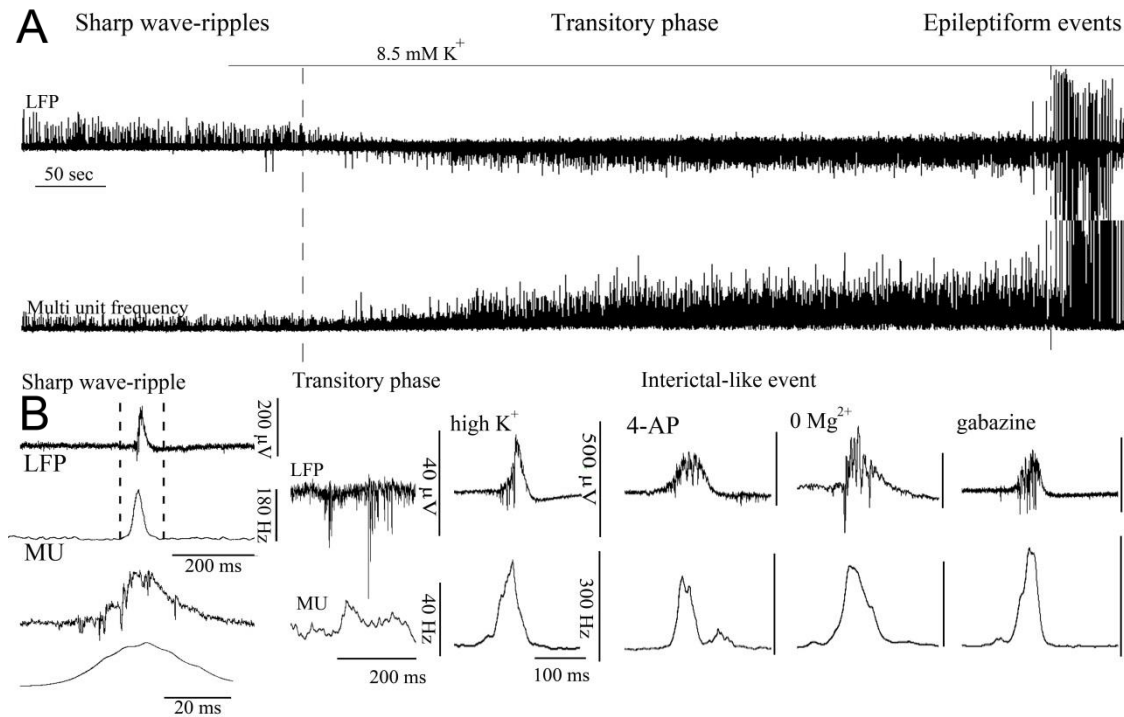 A
Sharp wave-ripples
Transitory phase
Epileptiform events
8.5 mM K+
LFP
50 sec
Multi unit frequency
B
Sharp wave-ripple
Transitory phase
Interictal-like event
LFP
200 µV
MU
180 Hz
200 ms
20 ms
LFP
40 µV
MU
40 Hz
200 ms
high K+
500 µV
300 Hz
100 ms
4-AP
0 Mg2+
gabazine